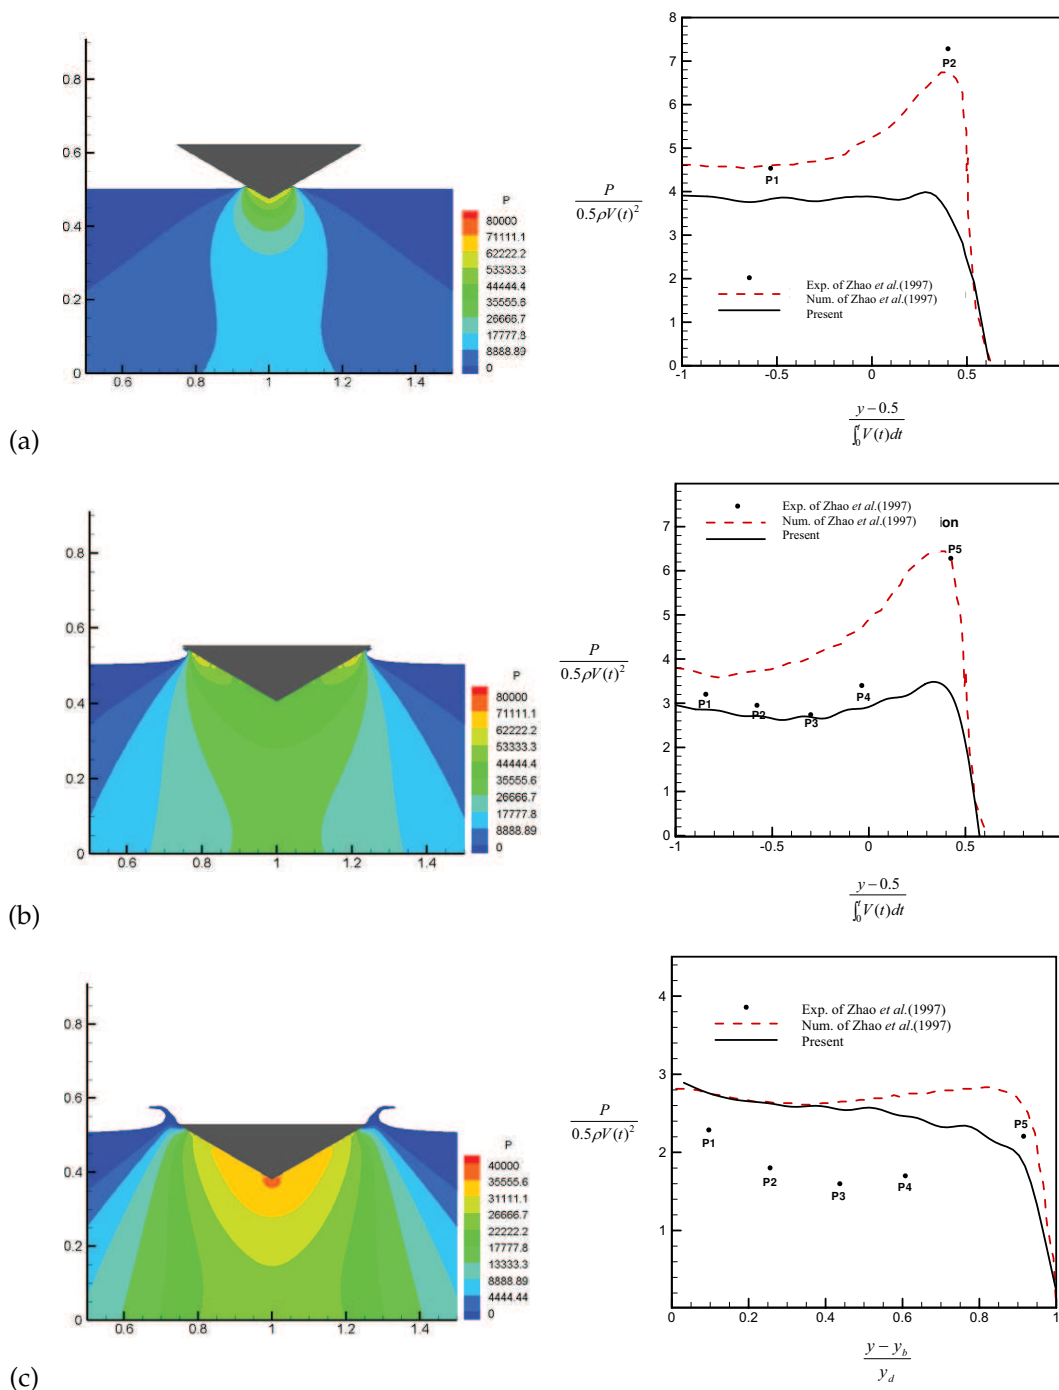 0.8
0.6
0.4
0.2
0
0.6 0.8 1 1.2 1.4
P
80000
71111.1
62222.2
53333.3
44444.4
35555.6
26666.7
17777.8
8888.89
0
(a)
8
7
6
5
4
3
2
1
0
P2
P1
P
0.5ρV(t)²
Exp. of Zhao et al.(1997)
Num. of Zhao et al.(1997)
Present
-1 -0.5 0 0.5
y − 0.5
∫₀ᵗV(t)dt
0.8
0.6
0.4
0.2
0
0.6 0.8 1 1.2 1.4
P
80000
71111.1
62222.2
53333.3
44444.4
35555.6
26666.7
17777.8
8888.89
0
(b)
7
6
5
4
3
2
1
0
Exp. of Zhao et al.(1997)
Num. of Zhao et al.(1997)
Present
ion
P5
P4
P1
P2
P3
P
0.5ρV(t)²
-1 -0.5 0 0.5
y − 0.5
∫₀ᵗV(t)dt
0.8
0.6
0.4
0.2
0
0.6 0.8 1 1.2 1.4
P
40000
35555.6
31111.1
26666.7
22222.2
17777.8
13333.3
8888.89
4444.44
0
(c)
4
3
2
1
Exp. of Zhao et al.(1997)
Num. of Zhao et al.(1997)
Present
P
0.5ρV(t)²
P1
P2
P3
P4
P5
0 0.2 0.4 0.6 0.8 1
y − y_b
y_d